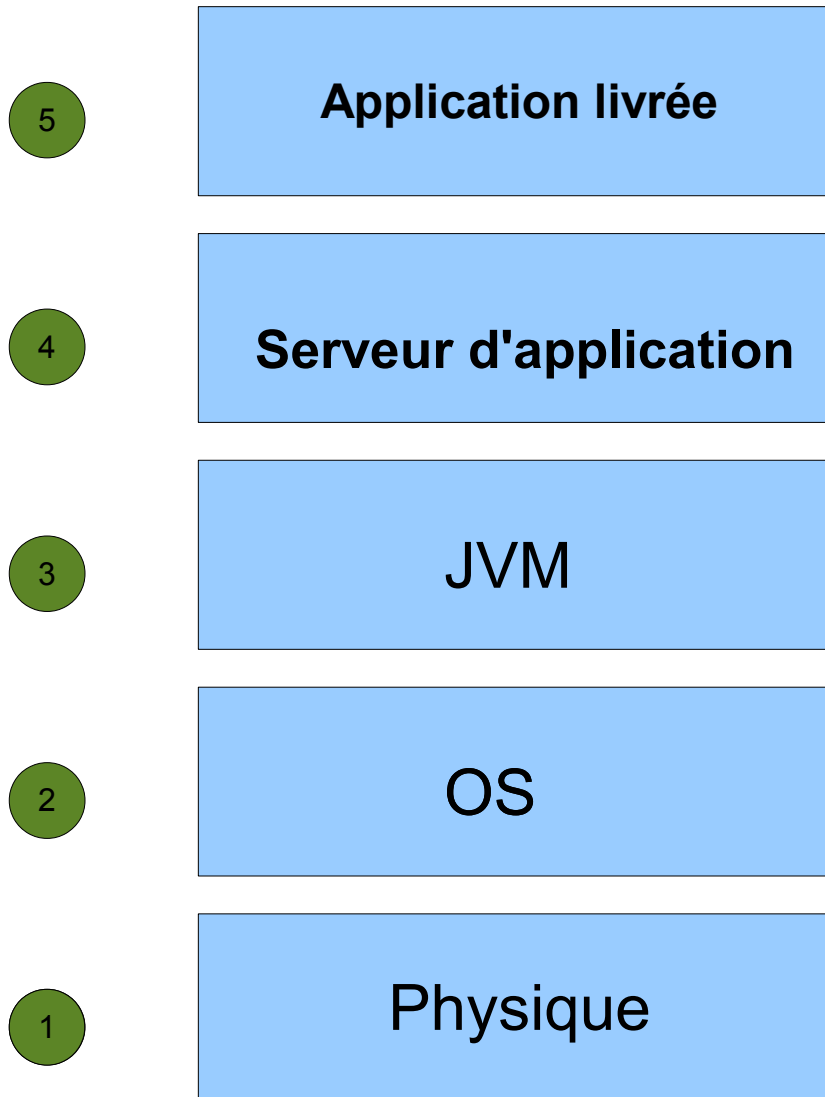 5
Application livrée
4
Serveur d'application
3
JVM
2
OS
1
Physique